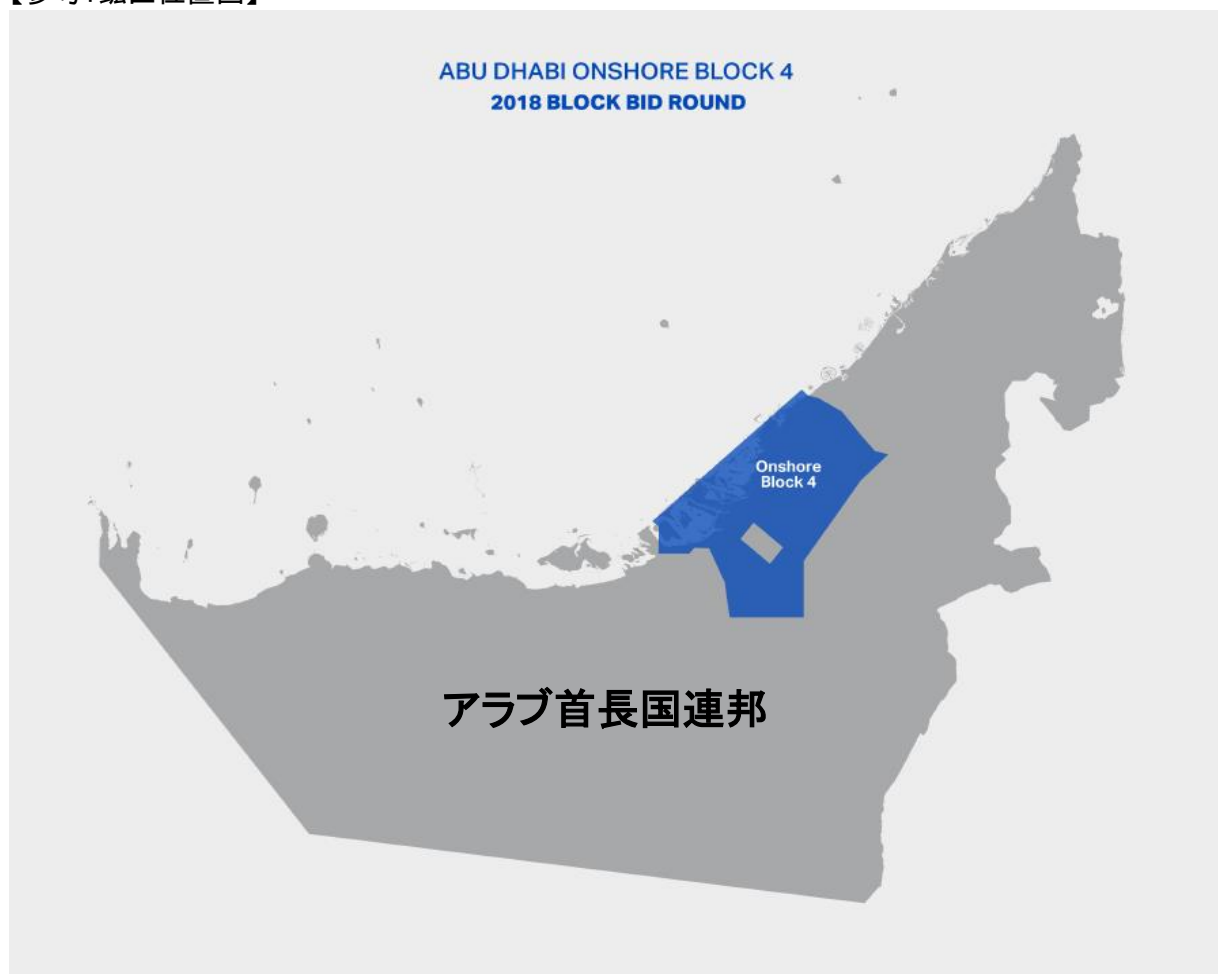 ABU DHABI ONSHORE BLOCK 4
2018 BLOCK BID ROUND
Onshore
Block 4
アラブ首長国連邦